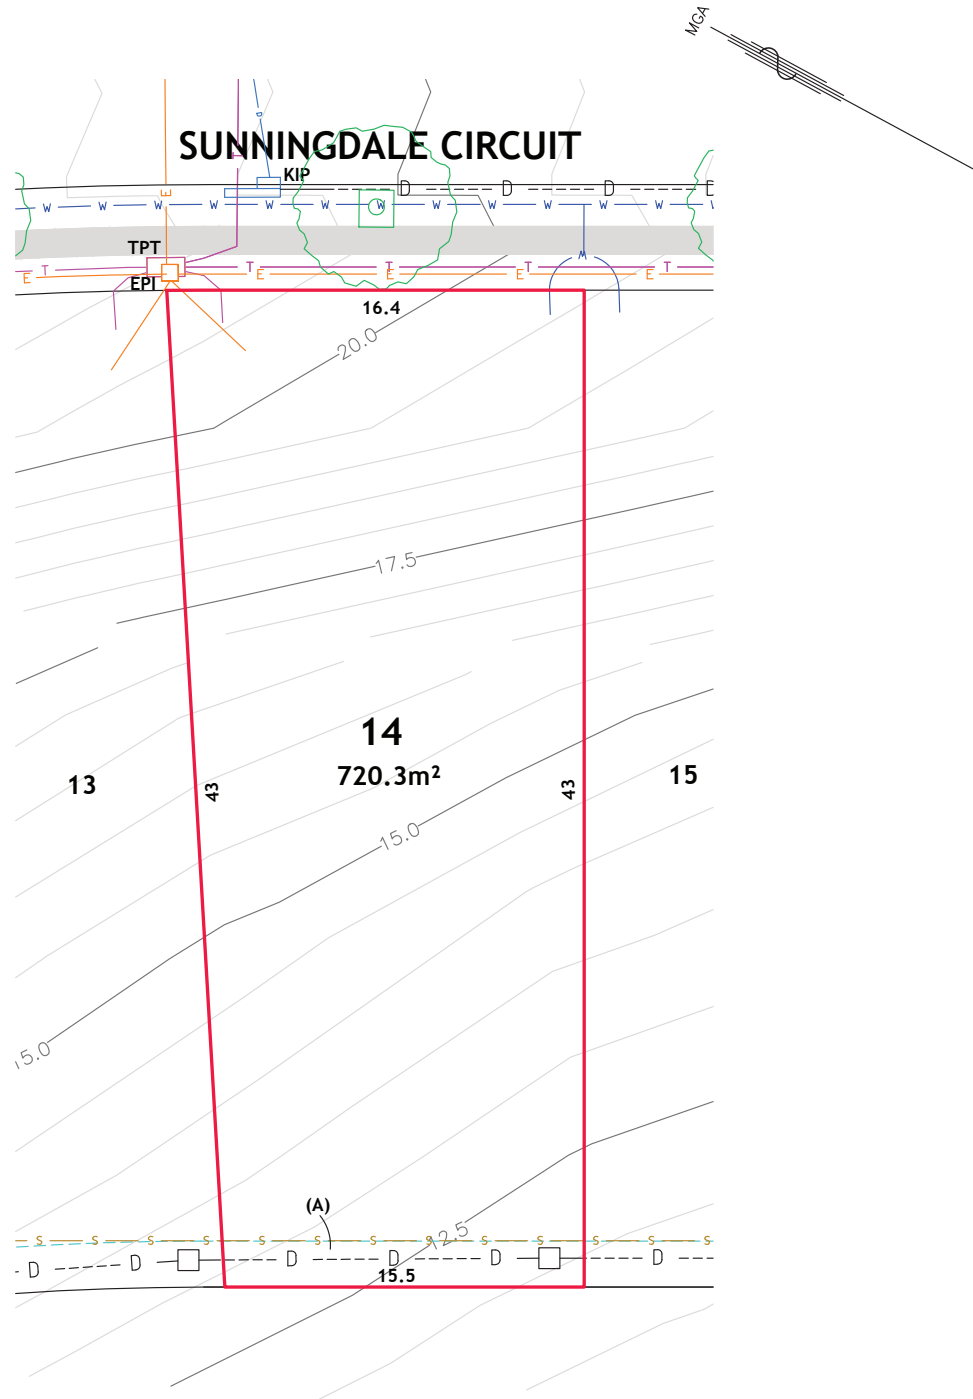 MGA
SUNNINGDALE CIRCUIT
D
E
T
KIP
D D D D
W W W W W W W W W W W W
TPT
T T T T T
E E E E E
W
EPI
16.4
20.0
17.5
14
720.3m²
13
15
43
43
15.0
15.0
(A)
12.5
S S S S S S S S S S S S S
D D D D D D
15.5